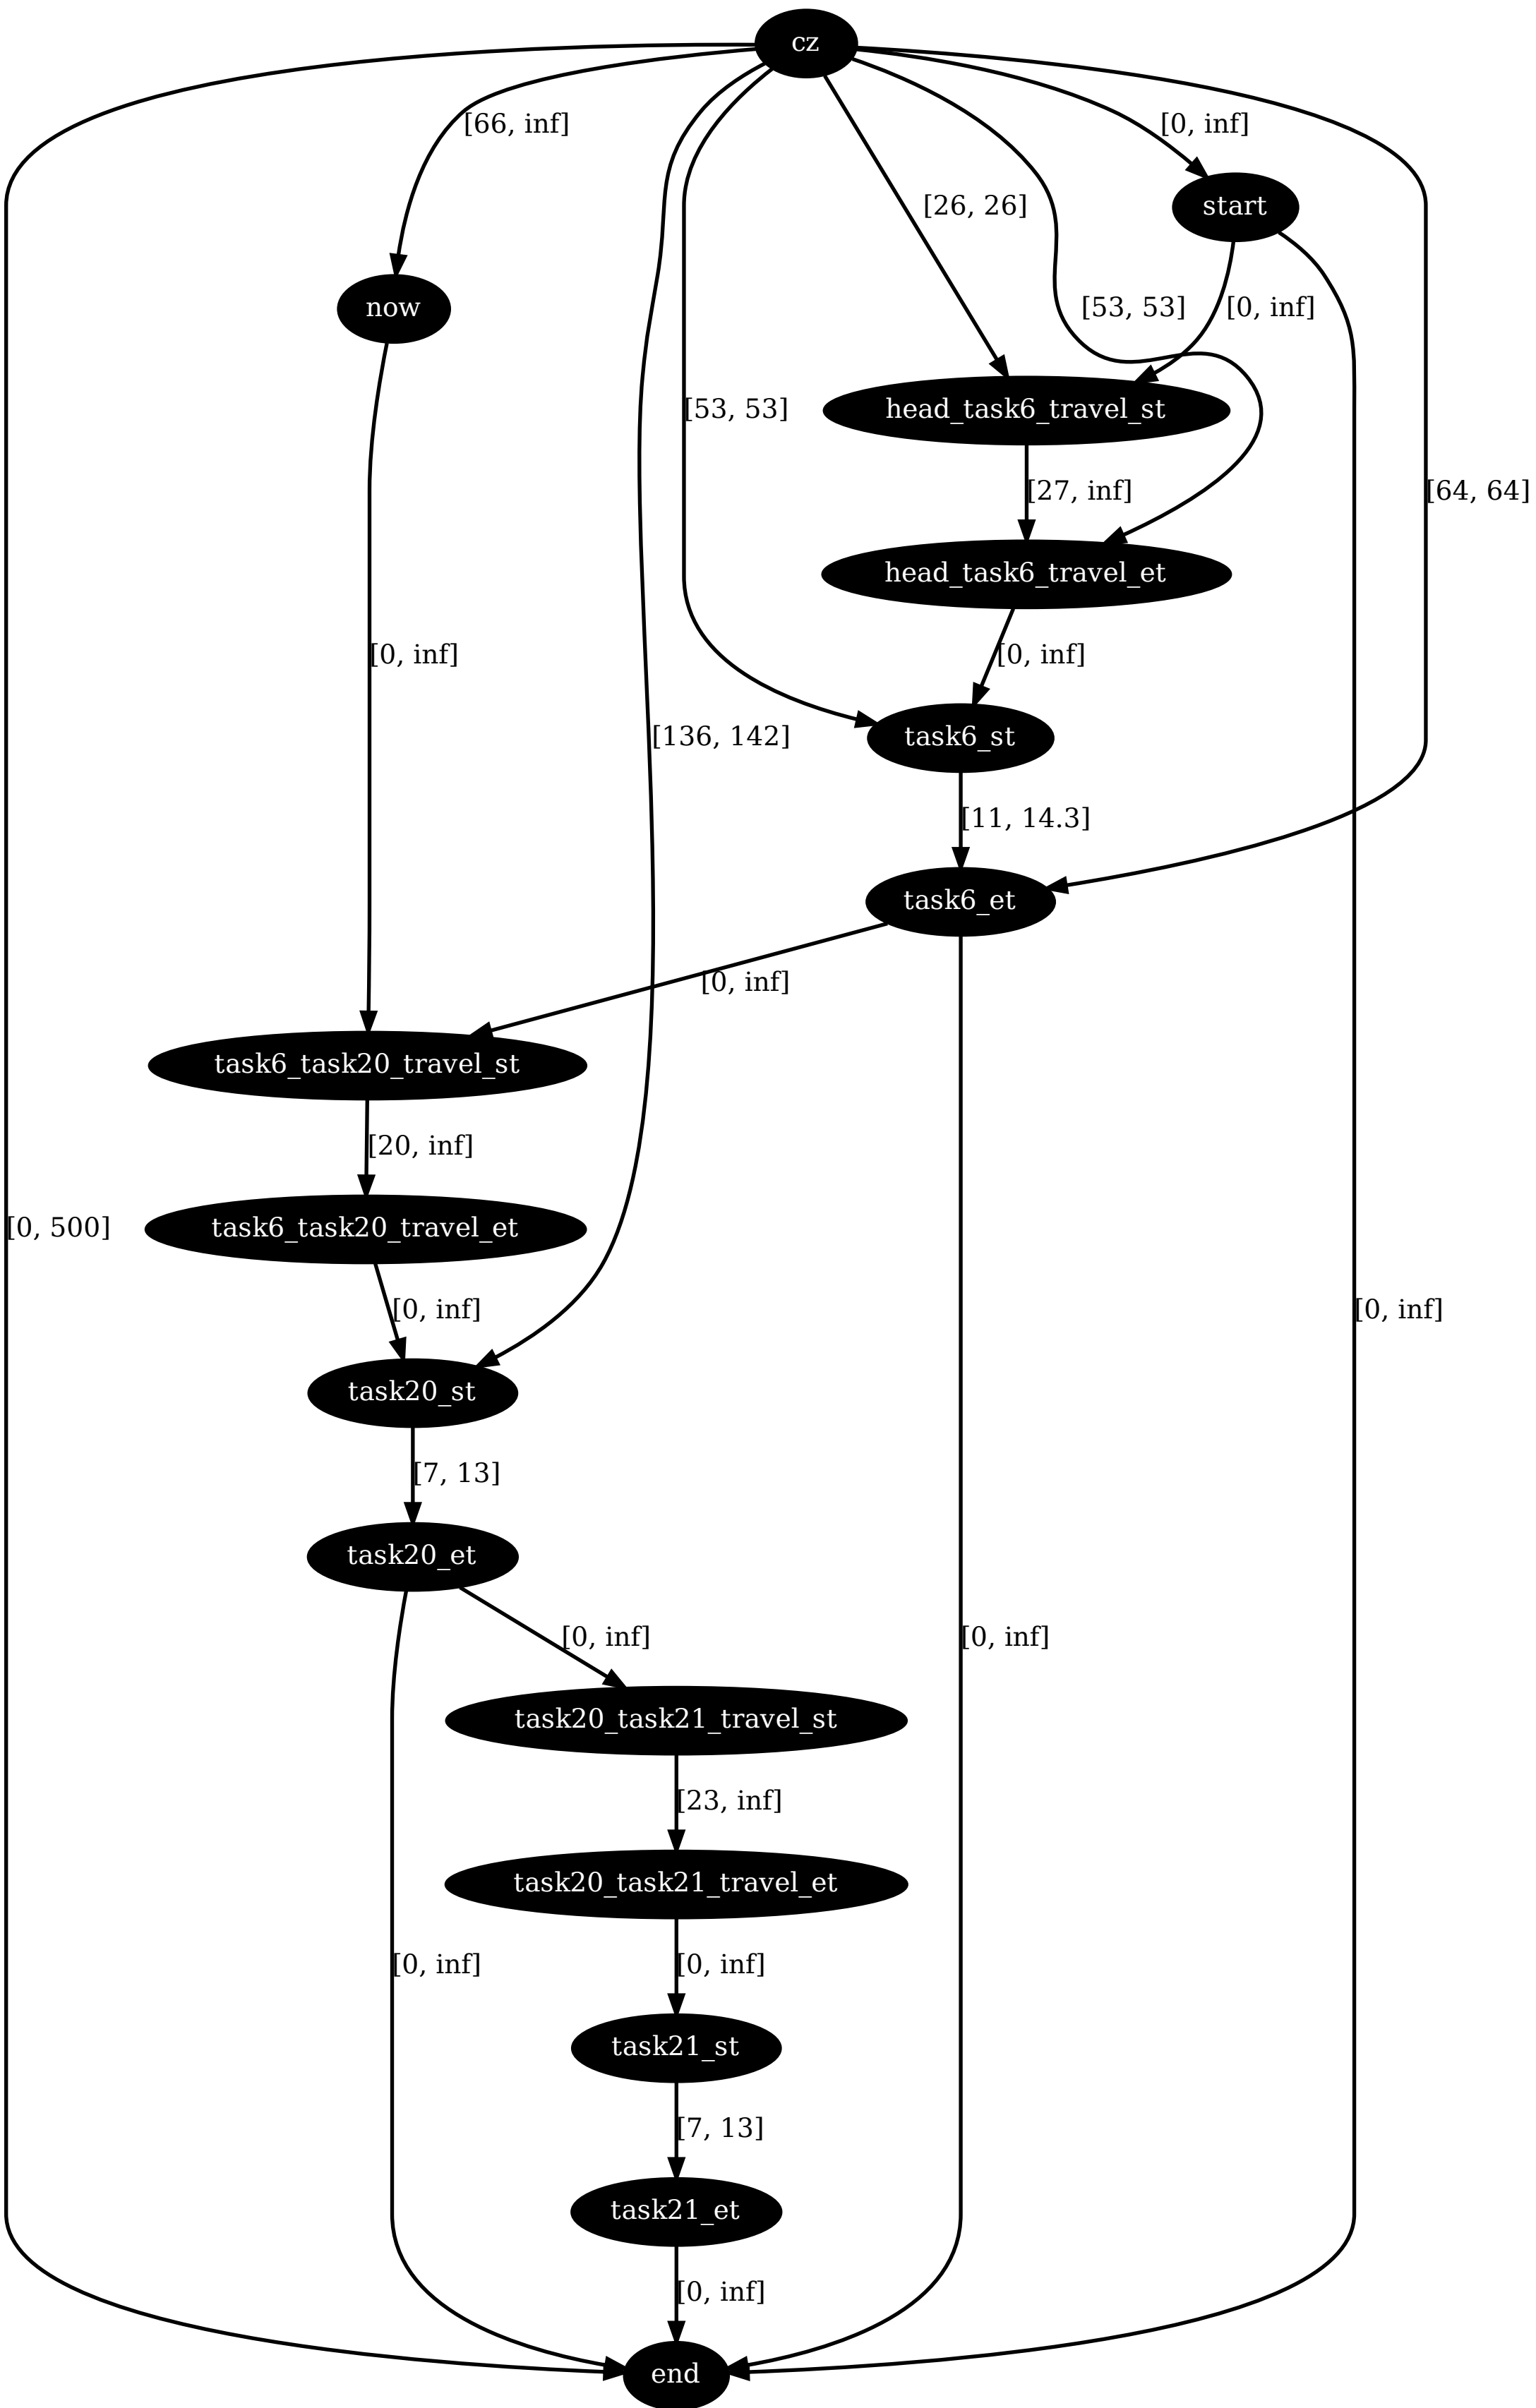 cz
[66, inf]
[0, inf]
[26, 26]
start
[53, 53]
[0, inf]
now
[53, 53]
head_task6_travel_st
[27, inf]
[64, 64]
head_task6_travel_et
[0, inf]
[0, inf]
[136, 142]
task6_st
[11, 14.3]
task6_et
[0, inf]
task6_task20_travel_st
[20, inf]
[0, 500]
task6_task20_travel_et
[0, inf]
[0, inf]
task20_st
[7, 13]
task20_et
[0, inf]
[0, inf]
task20_task21_travel_st
[23, inf]
task20_task21_travel_et
[0, inf]
[0, inf]
task21_st
[7, 13]
task21_et
[0, inf]
end